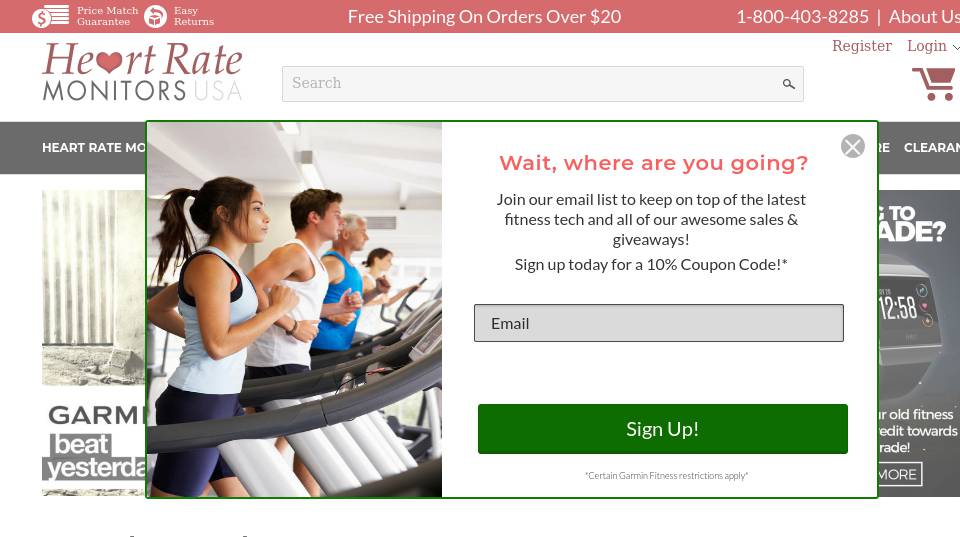 Price Match
Guarantee
Easy
Returns
Free Shipping On Orders Over $20
1-800-403-8285 | About Us
Register Login
Heart Rate
MONITORS USA
Search
HEART RATE MO
RE CLEARAN
Wait, where are you going?
Join our email list to keep on top of the latest
fitness tech and all of our awesome sales &
giveaways!
Sign up today for a 10% Coupon Code!*
Email
Sign Up!
*Certain Garmin Fitness restrictions apply*
GARMI
beat
yesterda
G TO
ADE?
12:58
ur old fitness
redit towards
rade!
MORE